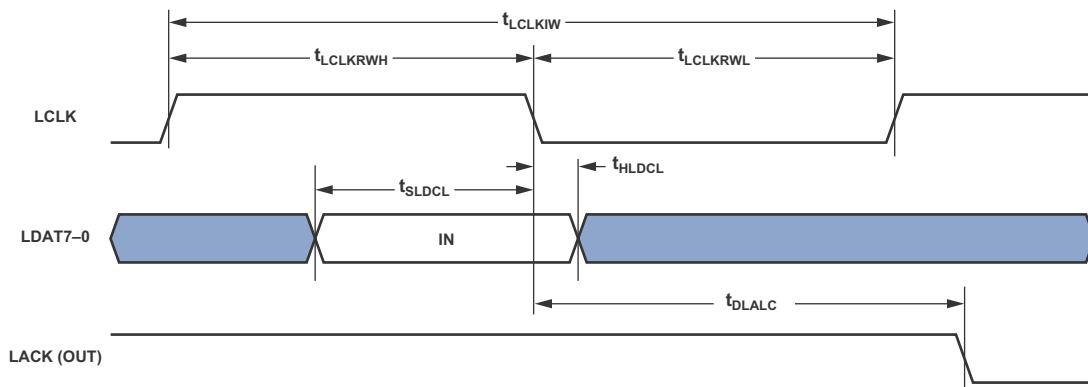 tLCLKIW
tLCLKRWH
tLCLKRWL
LCLK
tHLDCL
tSLDCL
LDAT7–0
IN
tDLALC
LACK (OUT)